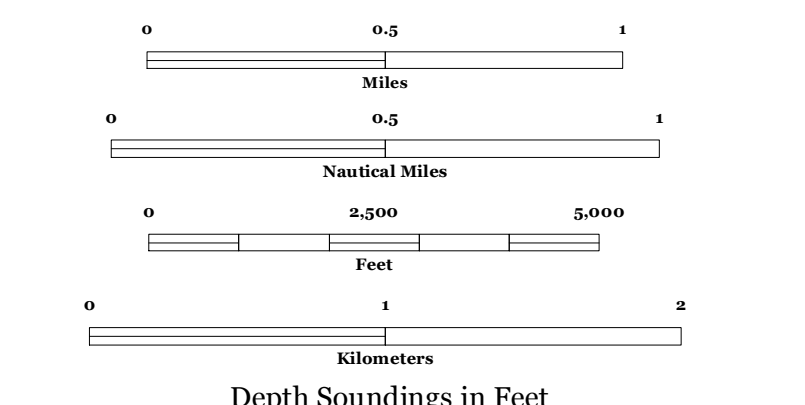 0 0.5 1
Miles
0 0.5 1
Nautical Miles
0 2,500 5,000
Feet
0 1 2
Kilometers
Depth Soundings in Feet